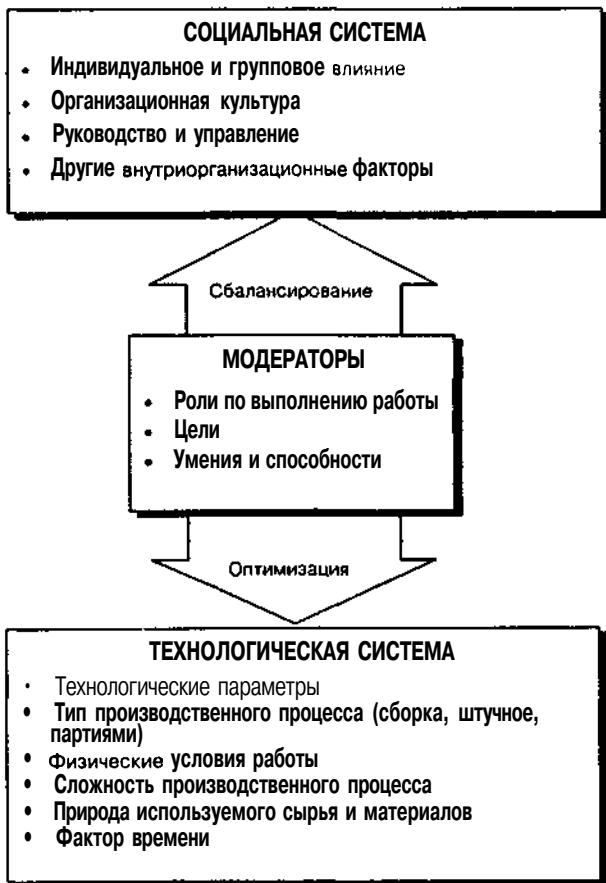 СОЦИАЛЬНАЯ СИСТЕМА
• Индивидуальное и групповое влияние
• Организационная культура
• Руководство и управление
• Другие внутриорганизационные факторы
Сбалансирование
МОДЕРАТОРЫ
• Роли по выполнению работы
• Цели
• Умения и способности
Оптимизация
ТЕХНОЛОГИЧЕСКАЯ СИСТЕМА
· Технологические параметры
• Тип производственного процесса (сборка, штучное,
партиями)
• Физические условия работы
• Сложность производственного процесса
• Природа используемого сырья и материалов
• Фактор времени